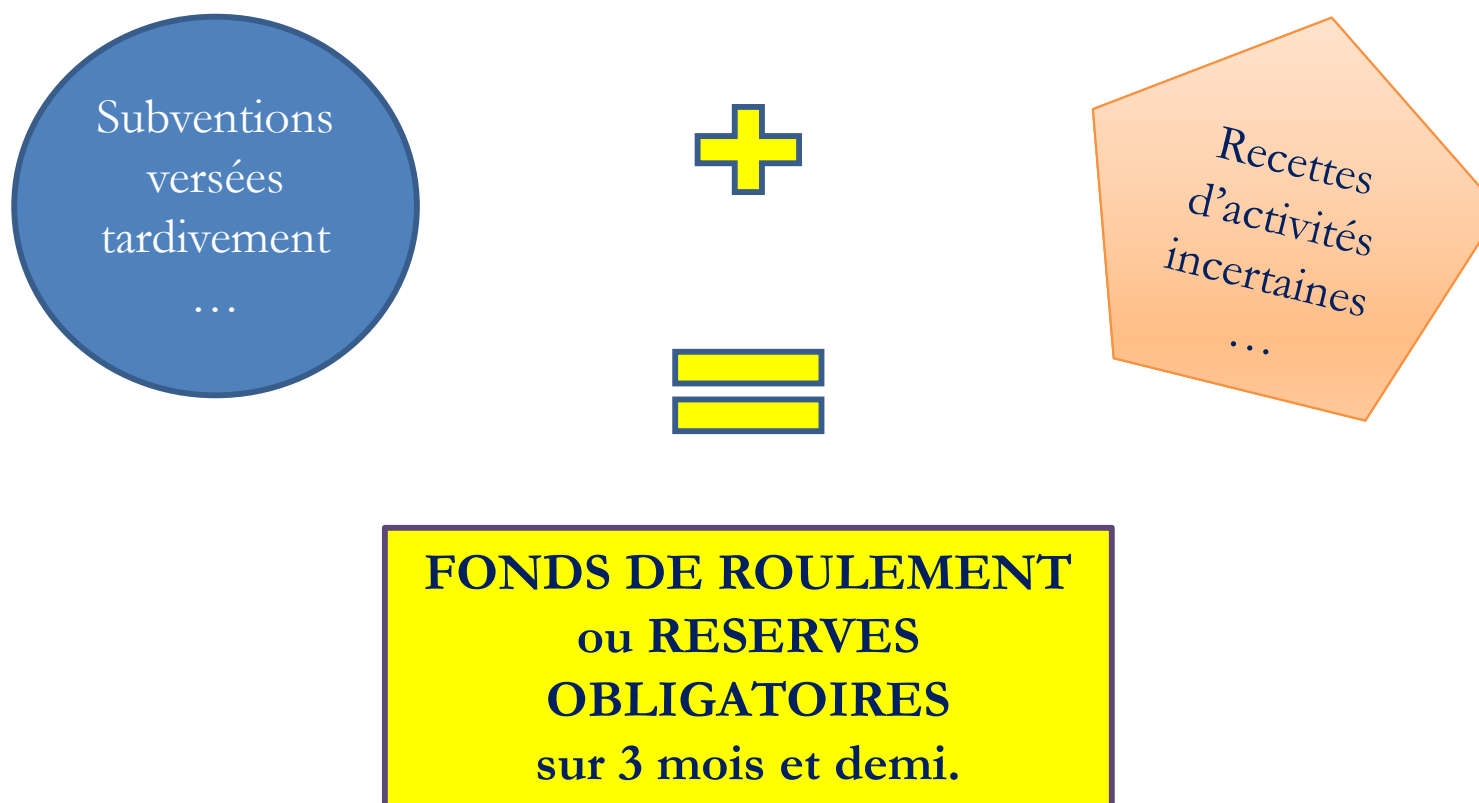 Subventions
versées
tardivement
…
Recettes
d’activités
incertaines
…
FONDS DE ROULEMENT
ou RESERVES
OBLIGATOIRES
sur 3 mois et demi.